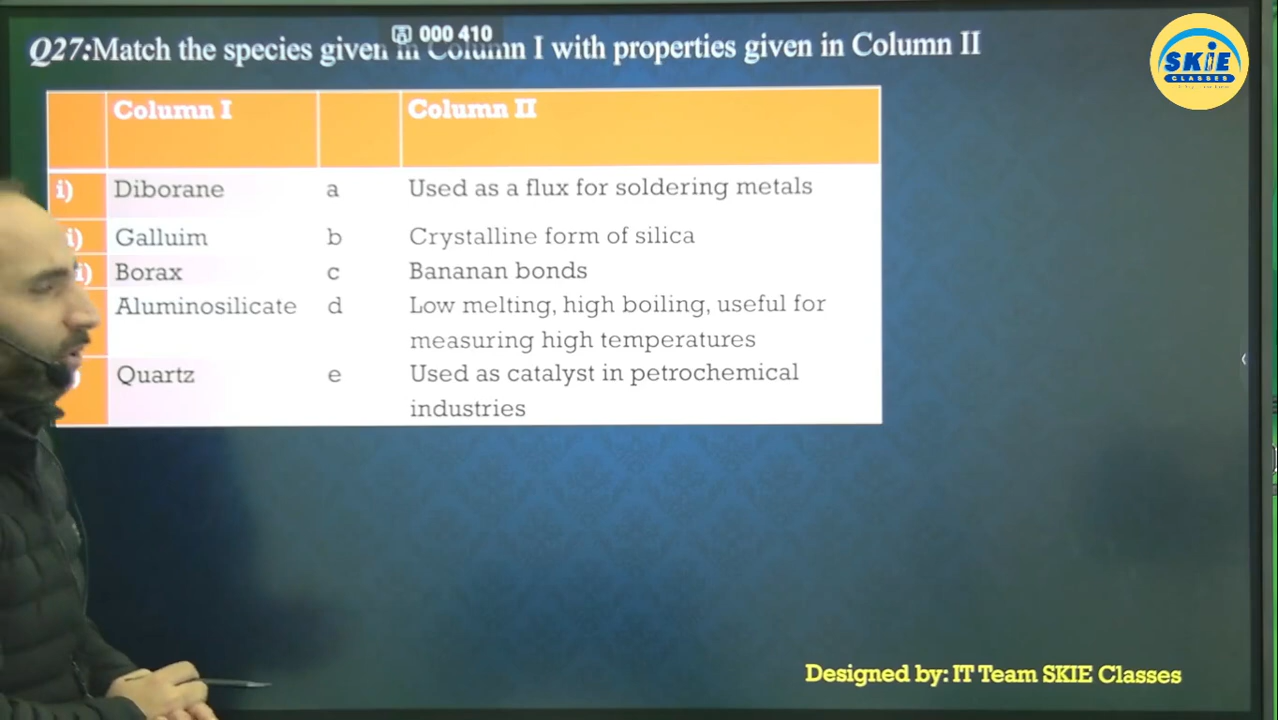 000 410
Q27:Match the species given in Column I with properties given in Column II
SKiE
CLASSES
Column I Column II
i) Diborane a Used as a flux for soldering metals
i) Galluim b Crystalline form of silica
i) Borax c Bananan bonds
Aluminosilicate d Low melting, high boiling, useful for
measuring high temperatures
Quartz e Used as catalyst in petrochemical
industries
Designed by: IT Team SKIE Classes